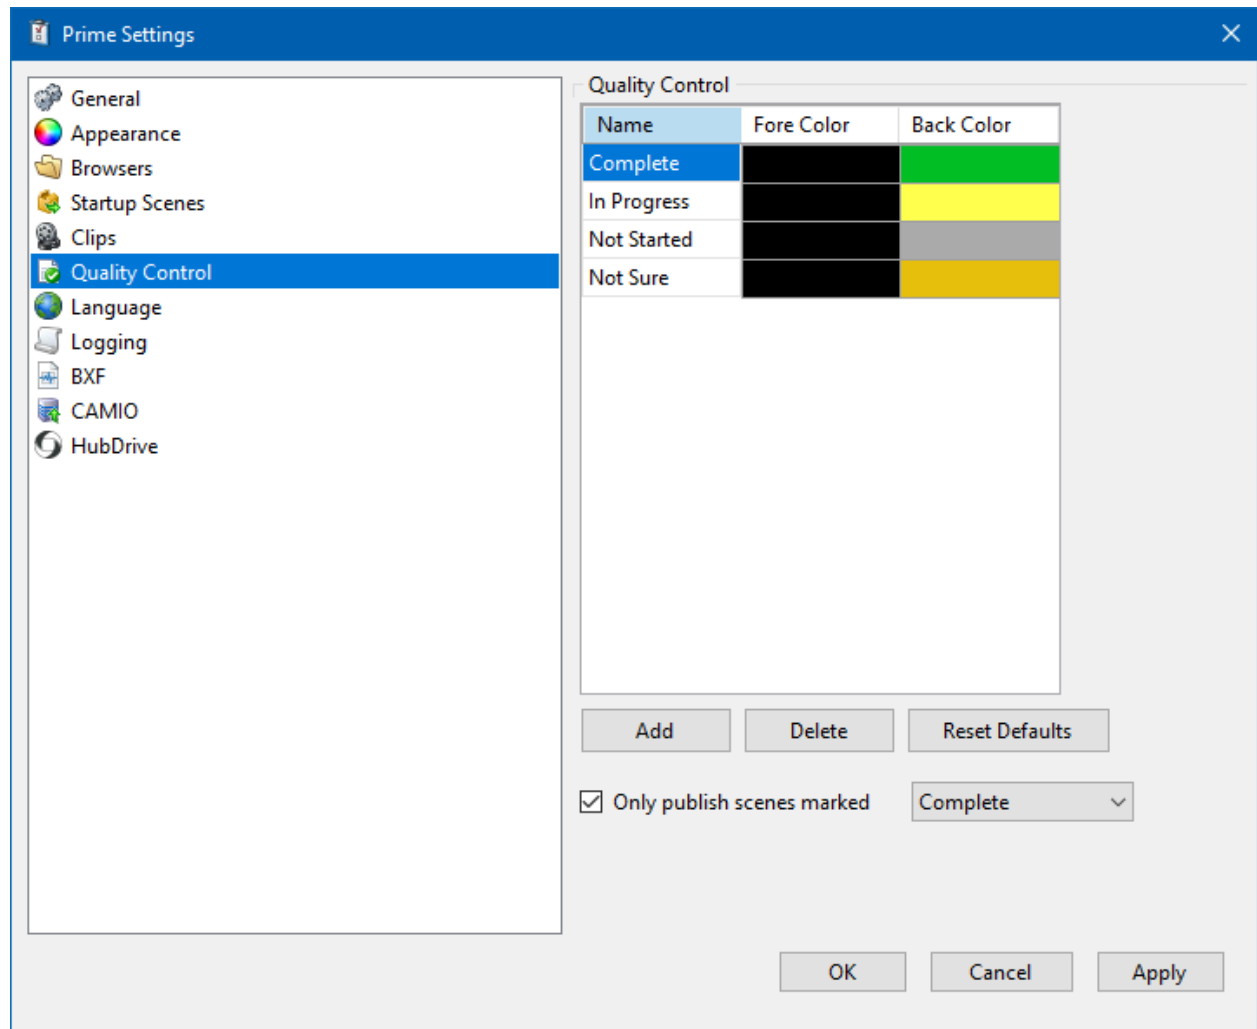 Prime Settings
General
Appearance
Browsers
Startup Scenes
Clips
Quality Control
Language
Logging
BXF
CAMIO
HubDrive
Quality Control
Name Fore Color Back Color
Complete
In Progress
Not Started
Not Sure
Add Delete Reset Defaults
Only publish scenes marked Complete
OK Cancel Apply